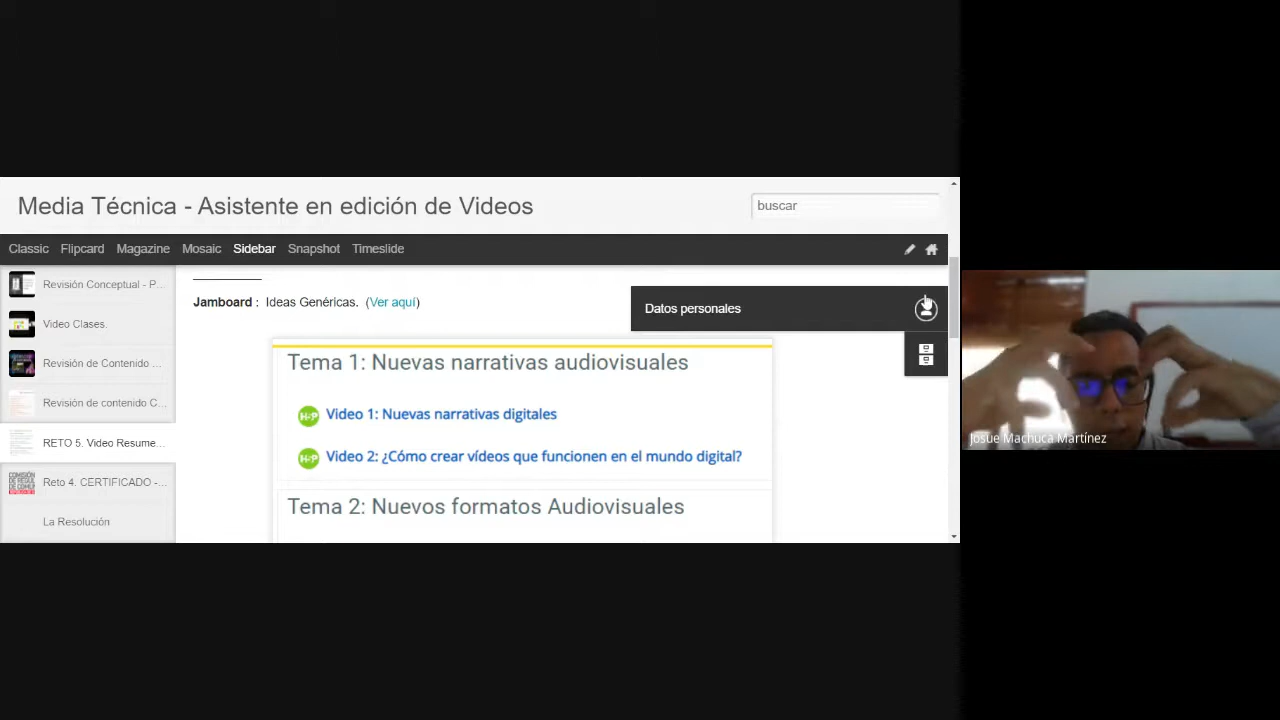 Media Técnica - Asistente en edición de Videos
buscar
Classic Flipcard Magazine Mosaic Sidebar Snapshot Timeslide
Revisión Conceptual - P...
Video Clases.
Revisión de Contenido ...
Revisión de contenido C...
RETO 5. Video Resume...
Reto 4. CERTIFICADO -...
La Resolución
Jamboard : Ideas Genéricas. (Ver aquí)
Datos personales
Tema 1: Nuevas narrativas audiovisuales
H-P Video 1: Nuevas narrativas digitales
H-P Video 2: ¿Cómo crear vídeos que funcionen en el mundo digital?
Tema 2: Nuevos formatos Audiovisuales
Josue Machuca Martínez